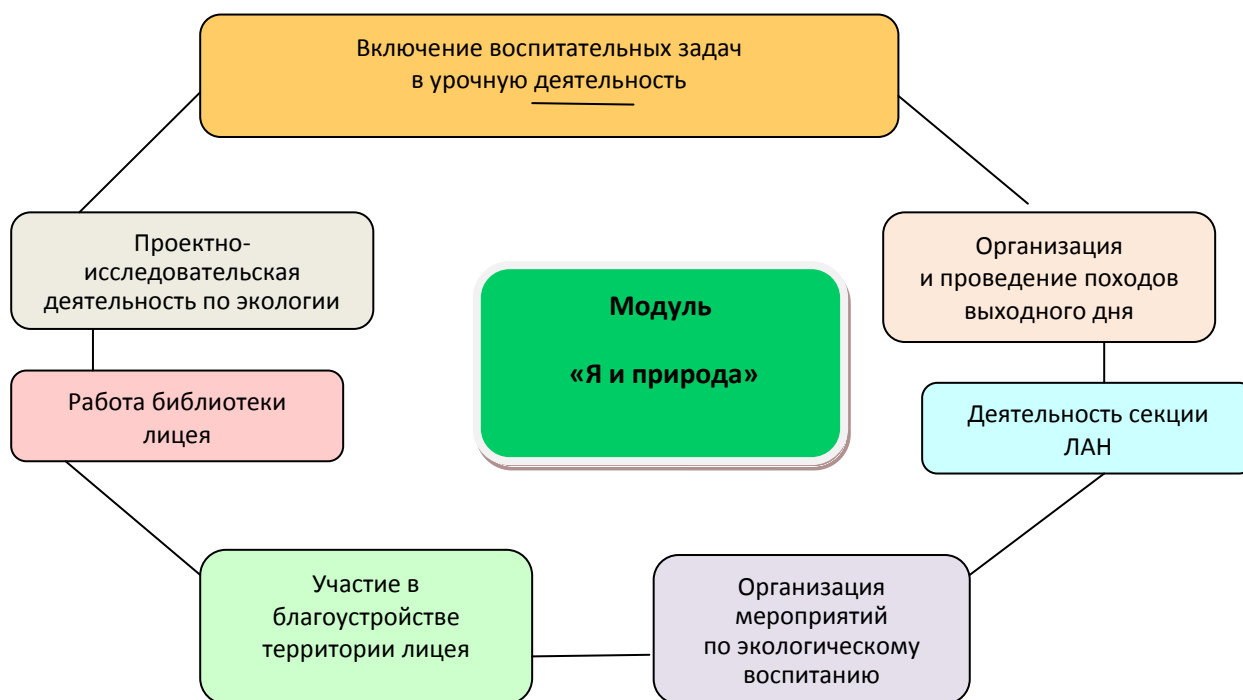 Включение воспитательных задач
в урочную деятельность
Проектно-
исследовательская
деятельность по экологии
Организация
и проведение походов
выходного дня
Модуль
«Я и природа»
Работа библиотеки
лицея
Деятельность секции
ЛАН
Участие в
благоустройстве
территории лицея
Организация
мероприятий
по экологическому
воспитанию